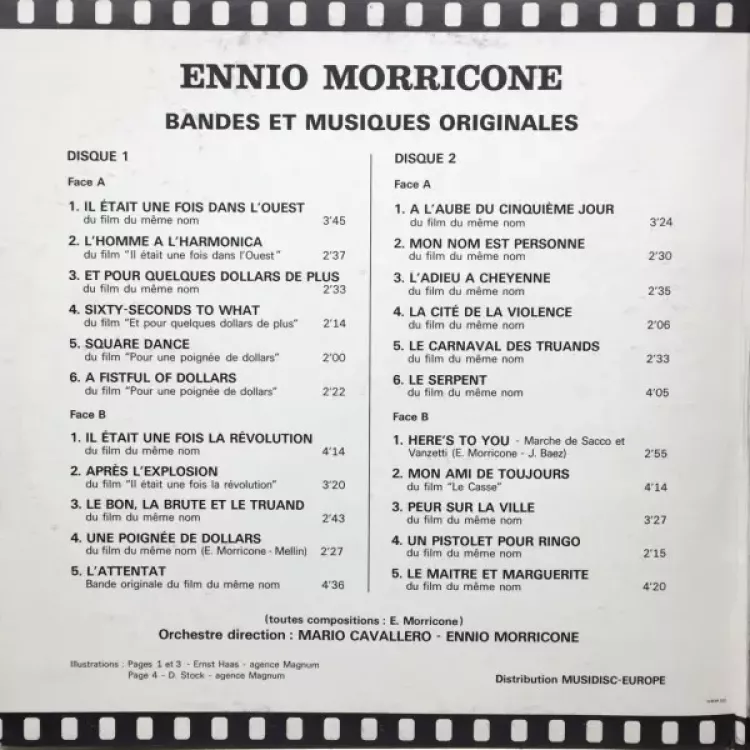 ENNIO MORRICONE
BANDES ET MUSIQUES ORIGINALES
DISQUE 1
Face A
1. IL ÉTAIT UNE FOIS DANS L'OUEST
du film du même nom 3'45
2. L'HOMME A L'HARMONICA
du film "Il était une fois dans l'Ouest" 2'37
3. ET POUR QUELQUES DOLLARS DE PLUS
du film du même nom 2'33
4. SIXTY-SECONDS TO WHAT
du film "Et pour quelques dollars de plus" 2'14
5. SQUARE DANCE
du film "Pour une poignée de dollars" 2'00
6. A FISTFUL OF DOLLARS
du film "Pour une poignée de dollars" 2'22
Face B
1. IL ÉTAIT UNE FOIS LA RÉVOLUTION
du film du même nom 4'14
2. APRÈS L'EXPLOSION
du film "Il était une fois la révolution" 3'20
3. LE BON, LA BRUTE ET LE TRUAND
du film du même nom 2'43
4. UNE POIGNÉE DE DOLLARS
du film du même nom (E. Morricone - Mellin) 2'27
5. L'ATTENTAT
Bande originale du film du même nom 4'36
DISQUE 2
Face A
1. A L'AUBE DU CINQUIÈME JOUR
du film du même nom 3'24
2. MON NOM EST PERSONNE
du film du même nom 2'30
3. L'ADIEU A CHEYENNE
du film du même nom 2'35
4. LA CITÉ DE LA VIOLENCE
du film du même nom 2'06
5. LE CARNAVAL DES TRUANDS
du film du même nom 2'33
6. LE SERPENT
du film du même nom 4'05
Face B
1. HERE'S TO YOU - Marche de Sacco et
Vanzetti (E. Morricone - J. Baez) 2'55
2. MON AMI DE TOUJOURS
du film "Le Casse" 4'14
3. PEUR SUR LA VILLE
du film du même nom 3'27
4. UN PISTOLET POUR RINGO
du film du même nom 2'15
5. LE MAITRE ET MARGUERITE
du film du même nom 4'20
(toutes compositions : E. Morricone)
Orchestre direction : MARIO CAVALLERO - ENNIO MORRICONE
Illustrations : Pages 1 et 3 - Ernst Haas - agence Magnum
Page 4 - D. Stock - agence Magnum
Distribution MUSIDISC-EUROPE